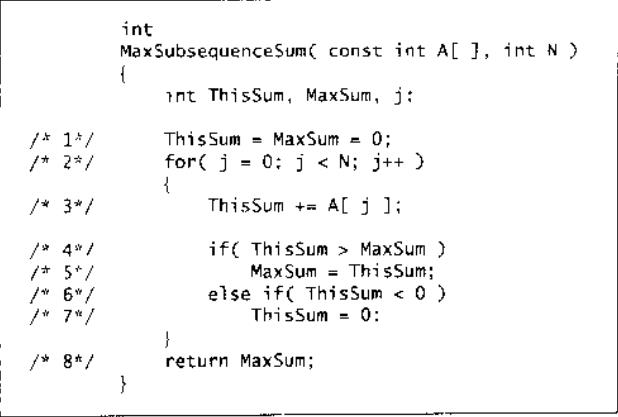 int
MaxSubsequenceSum( const int A[ ], int N )
{
int ThisSum, MaxSum, j;
/* 1*/ ThisSum = MaxSum = 0;
/* 2*/ for( j = 0; j < N; j++ )
{
/* 3*/ ThisSum += A[ j ];
/* 4*/ if( ThisSum > MaxSum )
/* 5*/ MaxSum = ThisSum;
/* 6*/ else if( ThisSum < 0 )
/* 7*/ ThisSum = 0;
}
/* 8*/ return MaxSum;
}